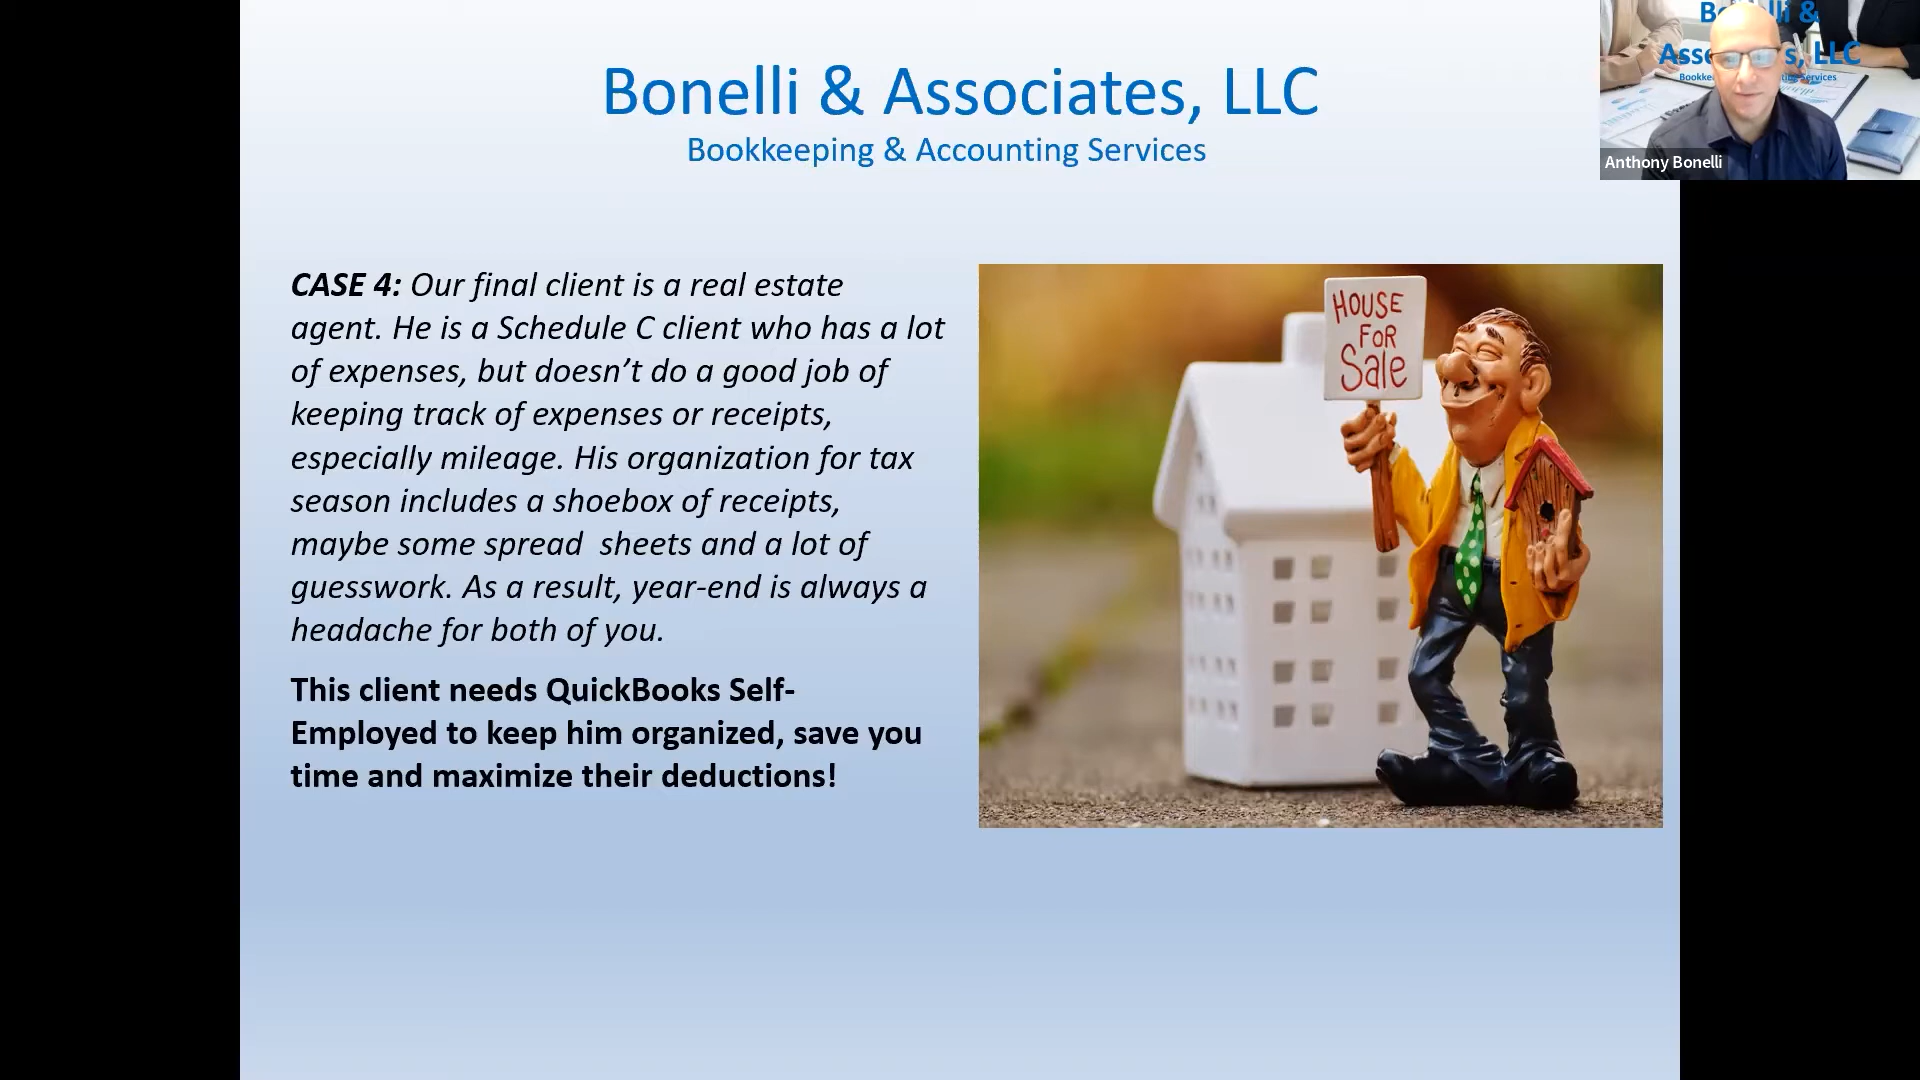 Bonelli & Associates, LLC
Bookkeeping & Accounting Services
CASE 4: Our final client is a real estate
agent. He is a Schedule C client who has a lot
of expenses, but doesn’t do a good job of
keeping track of expenses or receipts,
especially mileage. His organization for tax
season includes a shoebox of receipts,
maybe some spread  sheets and a lot of
guesswork. As a result, year-end is always a
headache for both of you.
This client needs QuickBooks Self-
Employed to keep him organized, save you
time and maximize their deductions!
HOUSE
FOR
Sale
LLC
Services
Anthony Bonelli